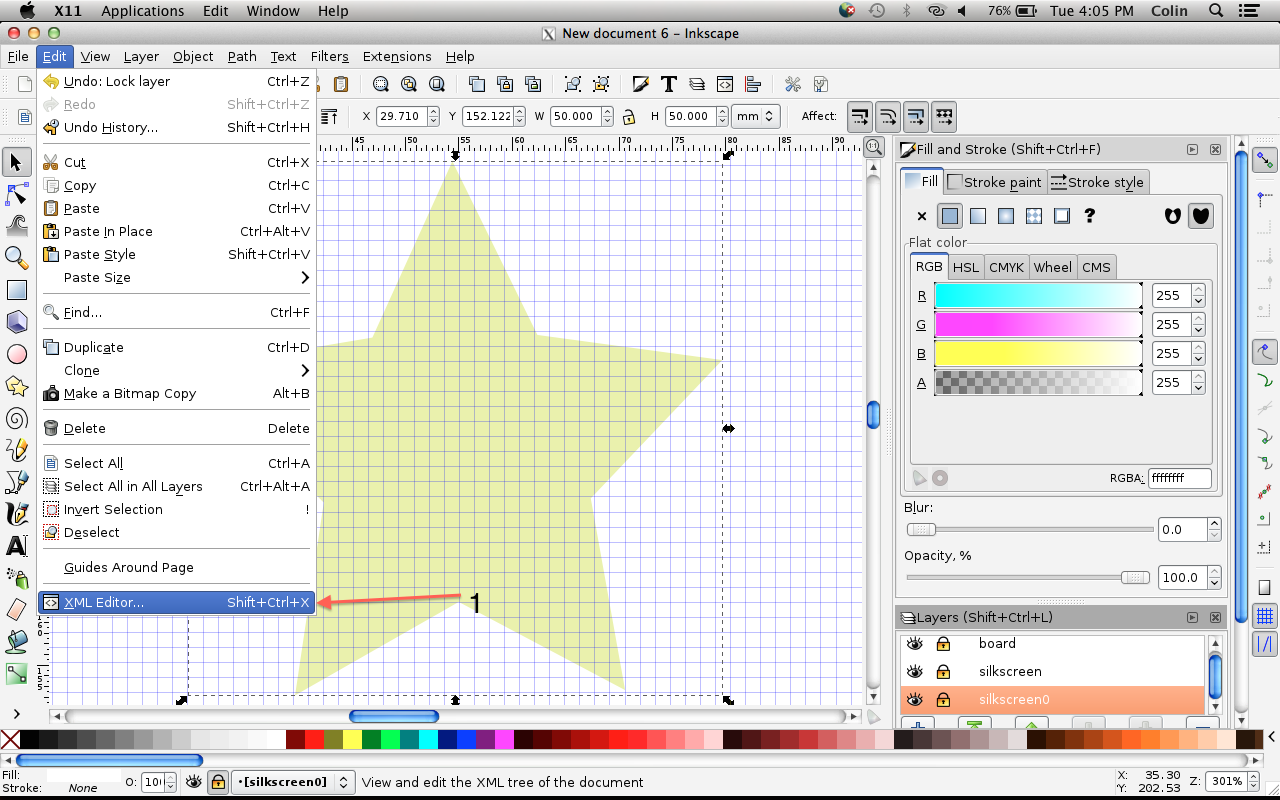 X11 Applications Edit Window Help 76% Tue 4:05 PM Colin
New document 6 - Inkscape
File Edit View Layer Object Path Text Filters Extensions Help
Undo: Lock layer Ctrl+Z
Redo Shift+Ctrl+Z
Undo History... Shift+Ctrl+H
Cut Ctrl+X
Copy Ctrl+C
Paste Ctrl+V
Paste In Place Ctrl+Alt+V
Paste Style Shift+Ctrl+V
Paste Size
Find... Ctrl+F
Duplicate Ctrl+D
Clone
Make a Bitmap Copy Alt+B
Delete Delete
Select All Ctrl+A
Select All in All Layers Ctrl+Alt+A
Invert Selection !
Deselect
Guides Around Page
XML Editor... Shift+Ctrl+X
X 29.710 Y 152.122 W 50.000 H 50.000 mm Affect:
45 50 55 60 65 70 75 80 85 90
1
Fill and Stroke (Shift+Ctrl+F)
Fill Stroke paint Stroke style
?
Flat color
RGB HSL CMYK Wheel CMS
R 255
G 255
B 255
A 255
RGBA: ffffffff
Blur:
0.0
Opacity, %
100.0
Layers (Shift+Ctrl+L)
board
silkscreen
silkscreen0
Fill:
Stroke: None
O: 10
•[silkscreen0]
View and edit the XML tree of the document
X: 35.30
Y: 202.53
Z: 301%